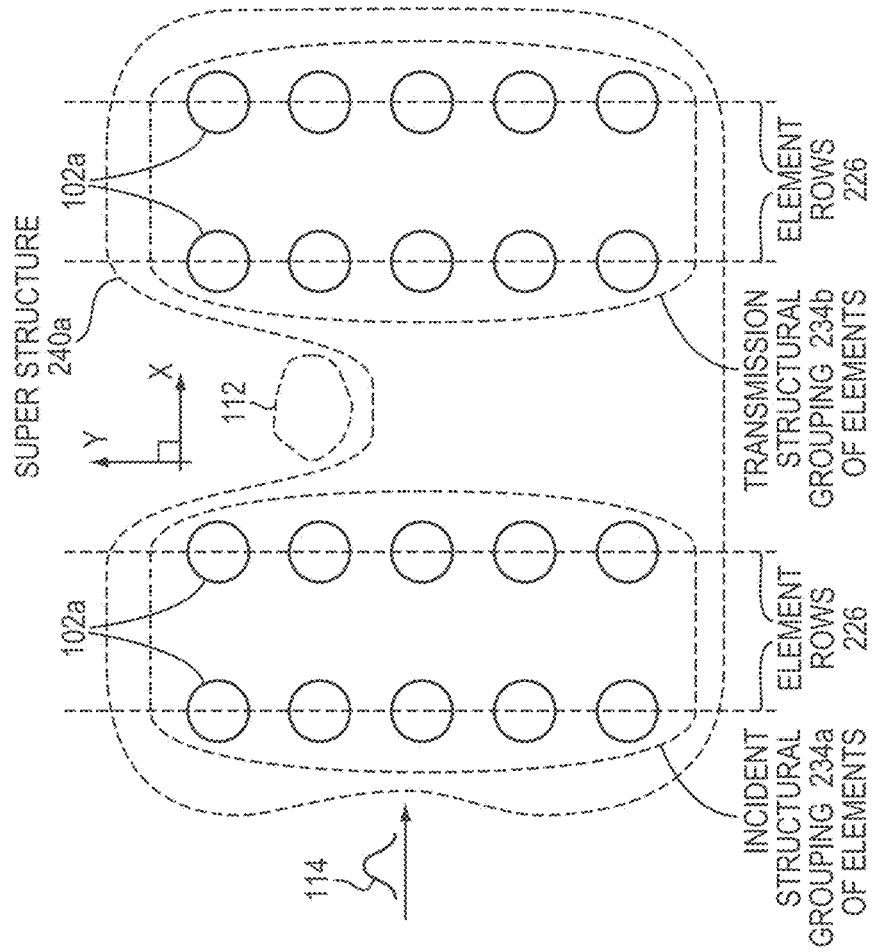 SUPER STRUCTURE
240a
102a
102a
Y
X
112
114
INCIDENT
STRUCTURAL
GROUPING 234a
OF ELEMENTS
ELEMENT
ROWS
226
TRANSMISSION
STRUCTURAL
GROUPING 234b
OF ELEMENTS
ELEMENT
ROWS
226